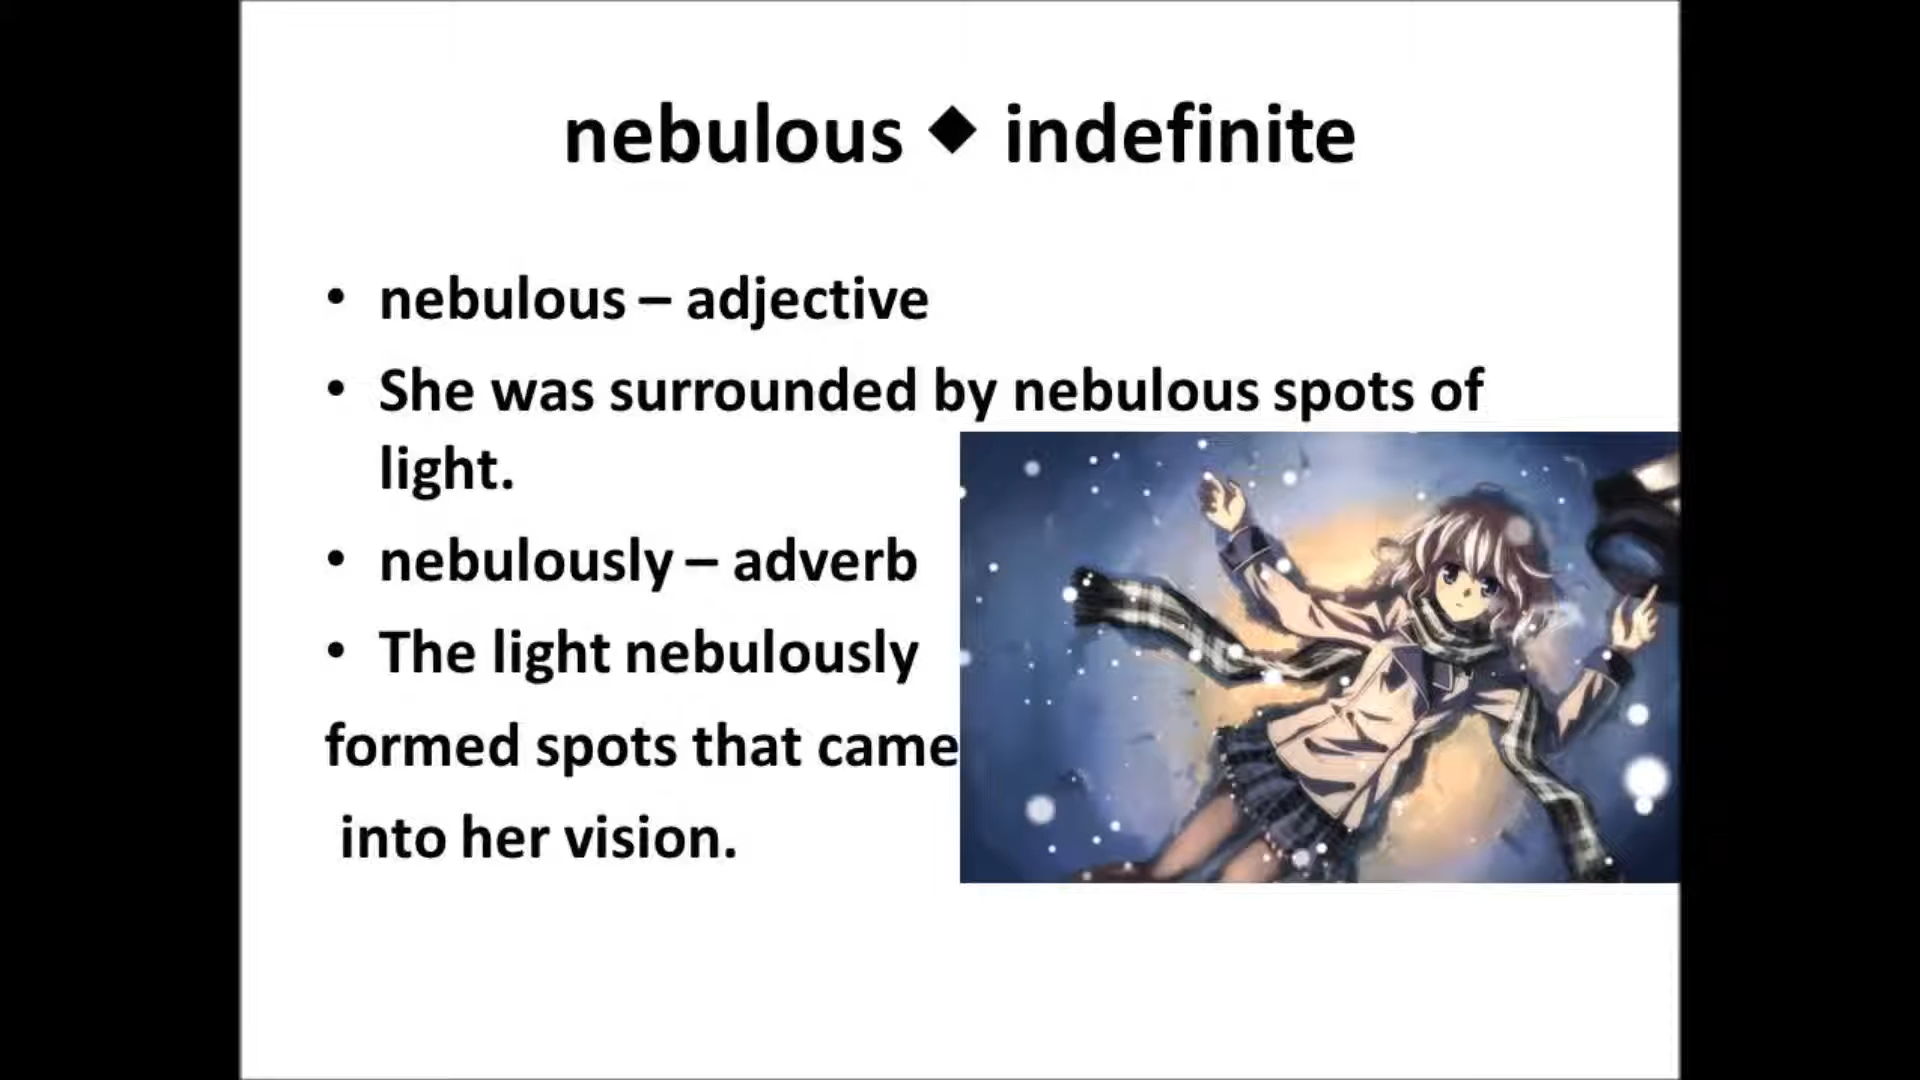 nebulous ◆ indefinite
• nebulous – adjective
• She was surrounded by nebulous spots of
light.
• nebulously – adverb
• The light nebulously
formed spots that came
into her vision.